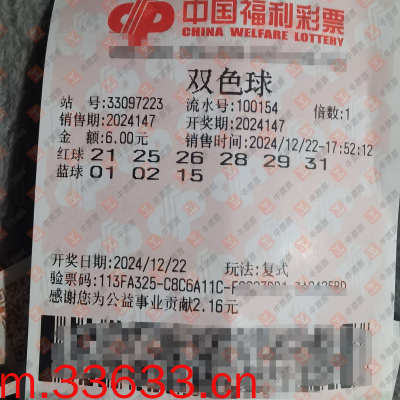 中国福利彩票
CHINA WELFARE LOTTERY
双色球
站 号:33097223 流水号:100154 倍数:1
销售期:2024147 开奖期:2024147
金 额:6.00元 销售时间:2024/12/22-17:52:12
红球 21 25 26 28 29 31
蓝球 01 02 15
开奖日期:2024/12/22 玩法:复式
验票码:113FA325-C8C6A11C-
感谢您为公益事业贡献2.16元
m.33633.cn